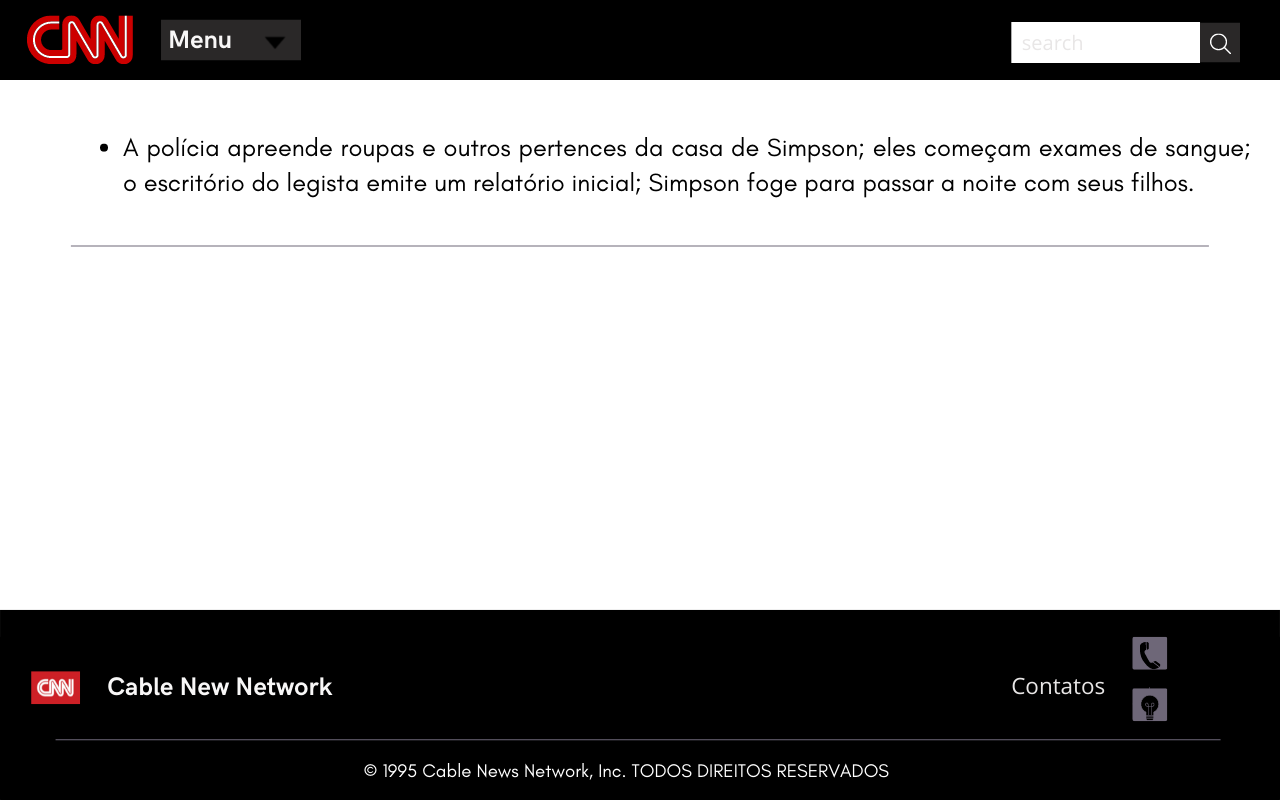 CNN
Menu
search
• A polícia apreende roupas e outros pertences da casa de Simpson; eles começam exames de sangue;
o escritório do legista emite um relatório inicial; Simpson foge para passar a noite com seus filhos.
CNN
Cable New Network
Contatos
© 1995 Cable News Network, Inc. TODOS DIREITOS RESERVADOS